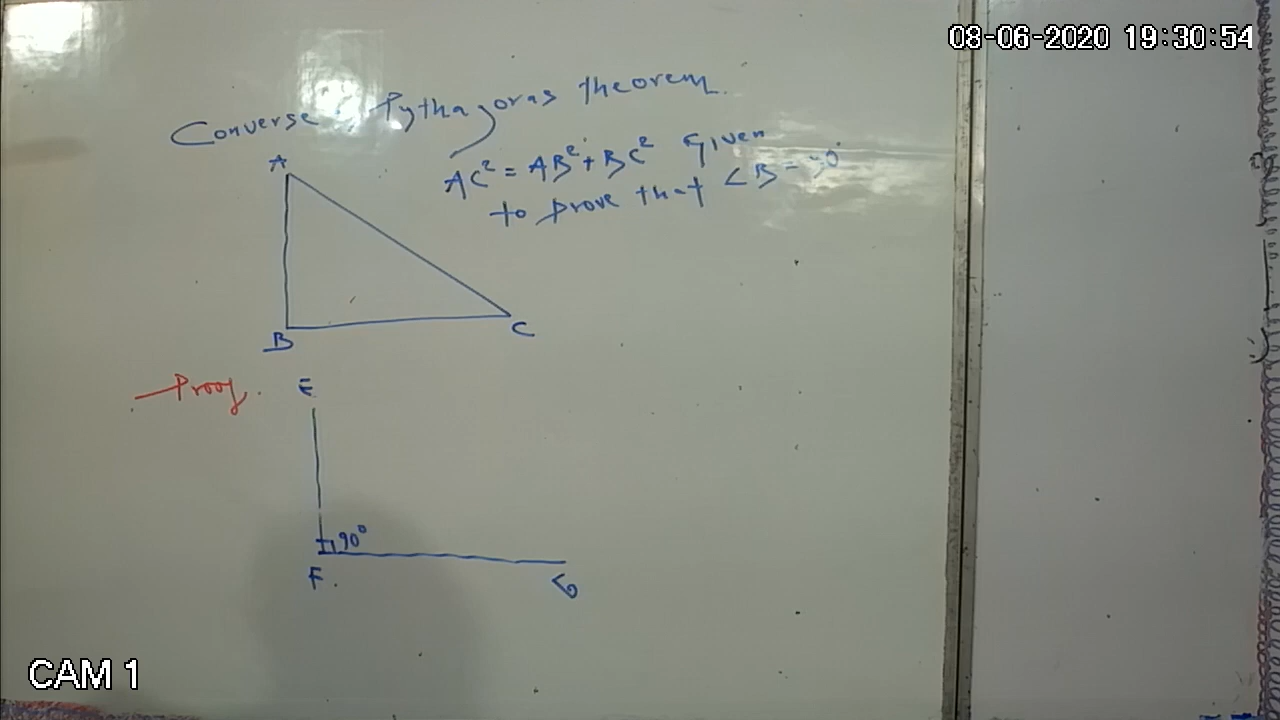 08-06-2020 19:30:54
Converse : Pythagoras theorem.
A
AC² = AB² + BC² Given
to prove that ∠B = 90°
B
C
Proof.
E
90°
F.
G
CAM 1